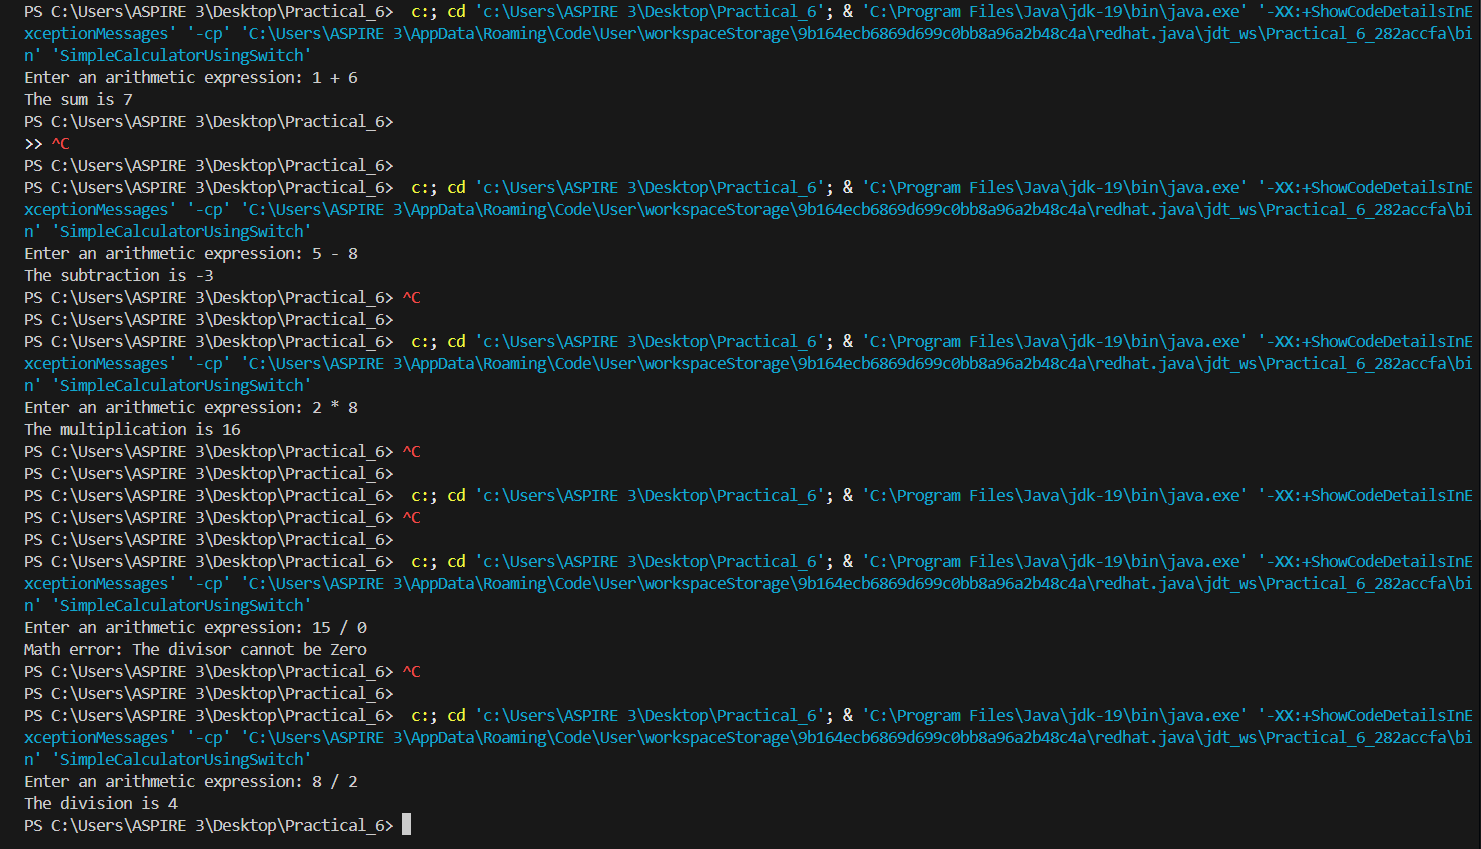 PS C:\Users\ASPIRE 3\Desktop\Practical_6>  c:; cd 'c:\Users\ASPIRE 3\Desktop\Practical_6'; & 'C:\Program Files\Java\jdk-19\bin\java.exe' '-XX:+ShowCodeDetailsInE
xceptionMessages' '-cp' 'C:\Users\ASPIRE 3\AppData\Roaming\Code\User\workspaceStorage\9b164ecb6869d699c0bb8a96a2b48c4a\redhat.java\jdt_ws\Practical_6_282accfa\bi
n' 'SimpleCalculatorUsingSwitch'
Enter an arithmetic expression: 1 + 6
The sum is 7
PS C:\Users\ASPIRE 3\Desktop\Practical_6>
>> ^C
PS C:\Users\ASPIRE 3\Desktop\Practical_6>
PS C:\Users\ASPIRE 3\Desktop\Practical_6>  c:; cd 'c:\Users\ASPIRE 3\Desktop\Practical_6'; & 'C:\Program Files\Java\jdk-19\bin\java.exe' '-XX:+ShowCodeDetailsInE
xceptionMessages' '-cp' 'C:\Users\ASPIRE 3\AppData\Roaming\Code\User\workspaceStorage\9b164ecb6869d699c0bb8a96a2b48c4a\redhat.java\jdt_ws\Practical_6_282accfa\bi
n' 'SimpleCalculatorUsingSwitch'
Enter an arithmetic expression: 5 - 8
The subtraction is -3
PS C:\Users\ASPIRE 3\Desktop\Practical_6> ^C
PS C:\Users\ASPIRE 3\Desktop\Practical_6>
PS C:\Users\ASPIRE 3\Desktop\Practical_6>  c:; cd 'c:\Users\ASPIRE 3\Desktop\Practical_6'; & 'C:\Program Files\Java\jdk-19\bin\java.exe' '-XX:+ShowCodeDetailsInE
xceptionMessages' '-cp' 'C:\Users\ASPIRE 3\AppData\Roaming\Code\User\workspaceStorage\9b164ecb6869d699c0bb8a96a2b48c4a\redhat.java\jdt_ws\Practical_6_282accfa\bi
n' 'SimpleCalculatorUsingSwitch'
Enter an arithmetic expression: 2 * 8
The multiplication is 16
PS C:\Users\ASPIRE 3\Desktop\Practical_6> ^C
PS C:\Users\ASPIRE 3\Desktop\Practical_6>
PS C:\Users\ASPIRE 3\Desktop\Practical_6>  c:; cd 'c:\Users\ASPIRE 3\Desktop\Practical_6'; & 'C:\Program Files\Java\jdk-19\bin\java.exe' '-XX:+ShowCodeDetailsInE
PS C:\Users\ASPIRE 3\Desktop\Practical_6> ^C
PS C:\Users\ASPIRE 3\Desktop\Practical_6>
PS C:\Users\ASPIRE 3\Desktop\Practical_6>  c:; cd 'c:\Users\ASPIRE 3\Desktop\Practical_6'; & 'C:\Program Files\Java\jdk-19\bin\java.exe' '-XX:+ShowCodeDetailsInE
xceptionMessages' '-cp' 'C:\Users\ASPIRE 3\AppData\Roaming\Code\User\workspaceStorage\9b164ecb6869d699c0bb8a96a2b48c4a\redhat.java\jdt_ws\Practical_6_282accfa\bi
n' 'SimpleCalculatorUsingSwitch'
Enter an arithmetic expression: 15 / 0
Math error: The divisor cannot be Zero
PS C:\Users\ASPIRE 3\Desktop\Practical_6> ^C
PS C:\Users\ASPIRE 3\Desktop\Practical_6>
PS C:\Users\ASPIRE 3\Desktop\Practical_6>  c:; cd 'c:\Users\ASPIRE 3\Desktop\Practical_6'; & 'C:\Program Files\Java\jdk-19\bin\java.exe' '-XX:+ShowCodeDetailsInE
xceptionMessages' '-cp' 'C:\Users\ASPIRE 3\AppData\Roaming\Code\User\workspaceStorage\9b164ecb6869d699c0bb8a96a2b48c4a\redhat.java\jdt_ws\Practical_6_282accfa\bi
n' 'SimpleCalculatorUsingSwitch'
Enter an arithmetic expression: 8 / 2
The division is 4
PS C:\Users\ASPIRE 3\Desktop\Practical_6>